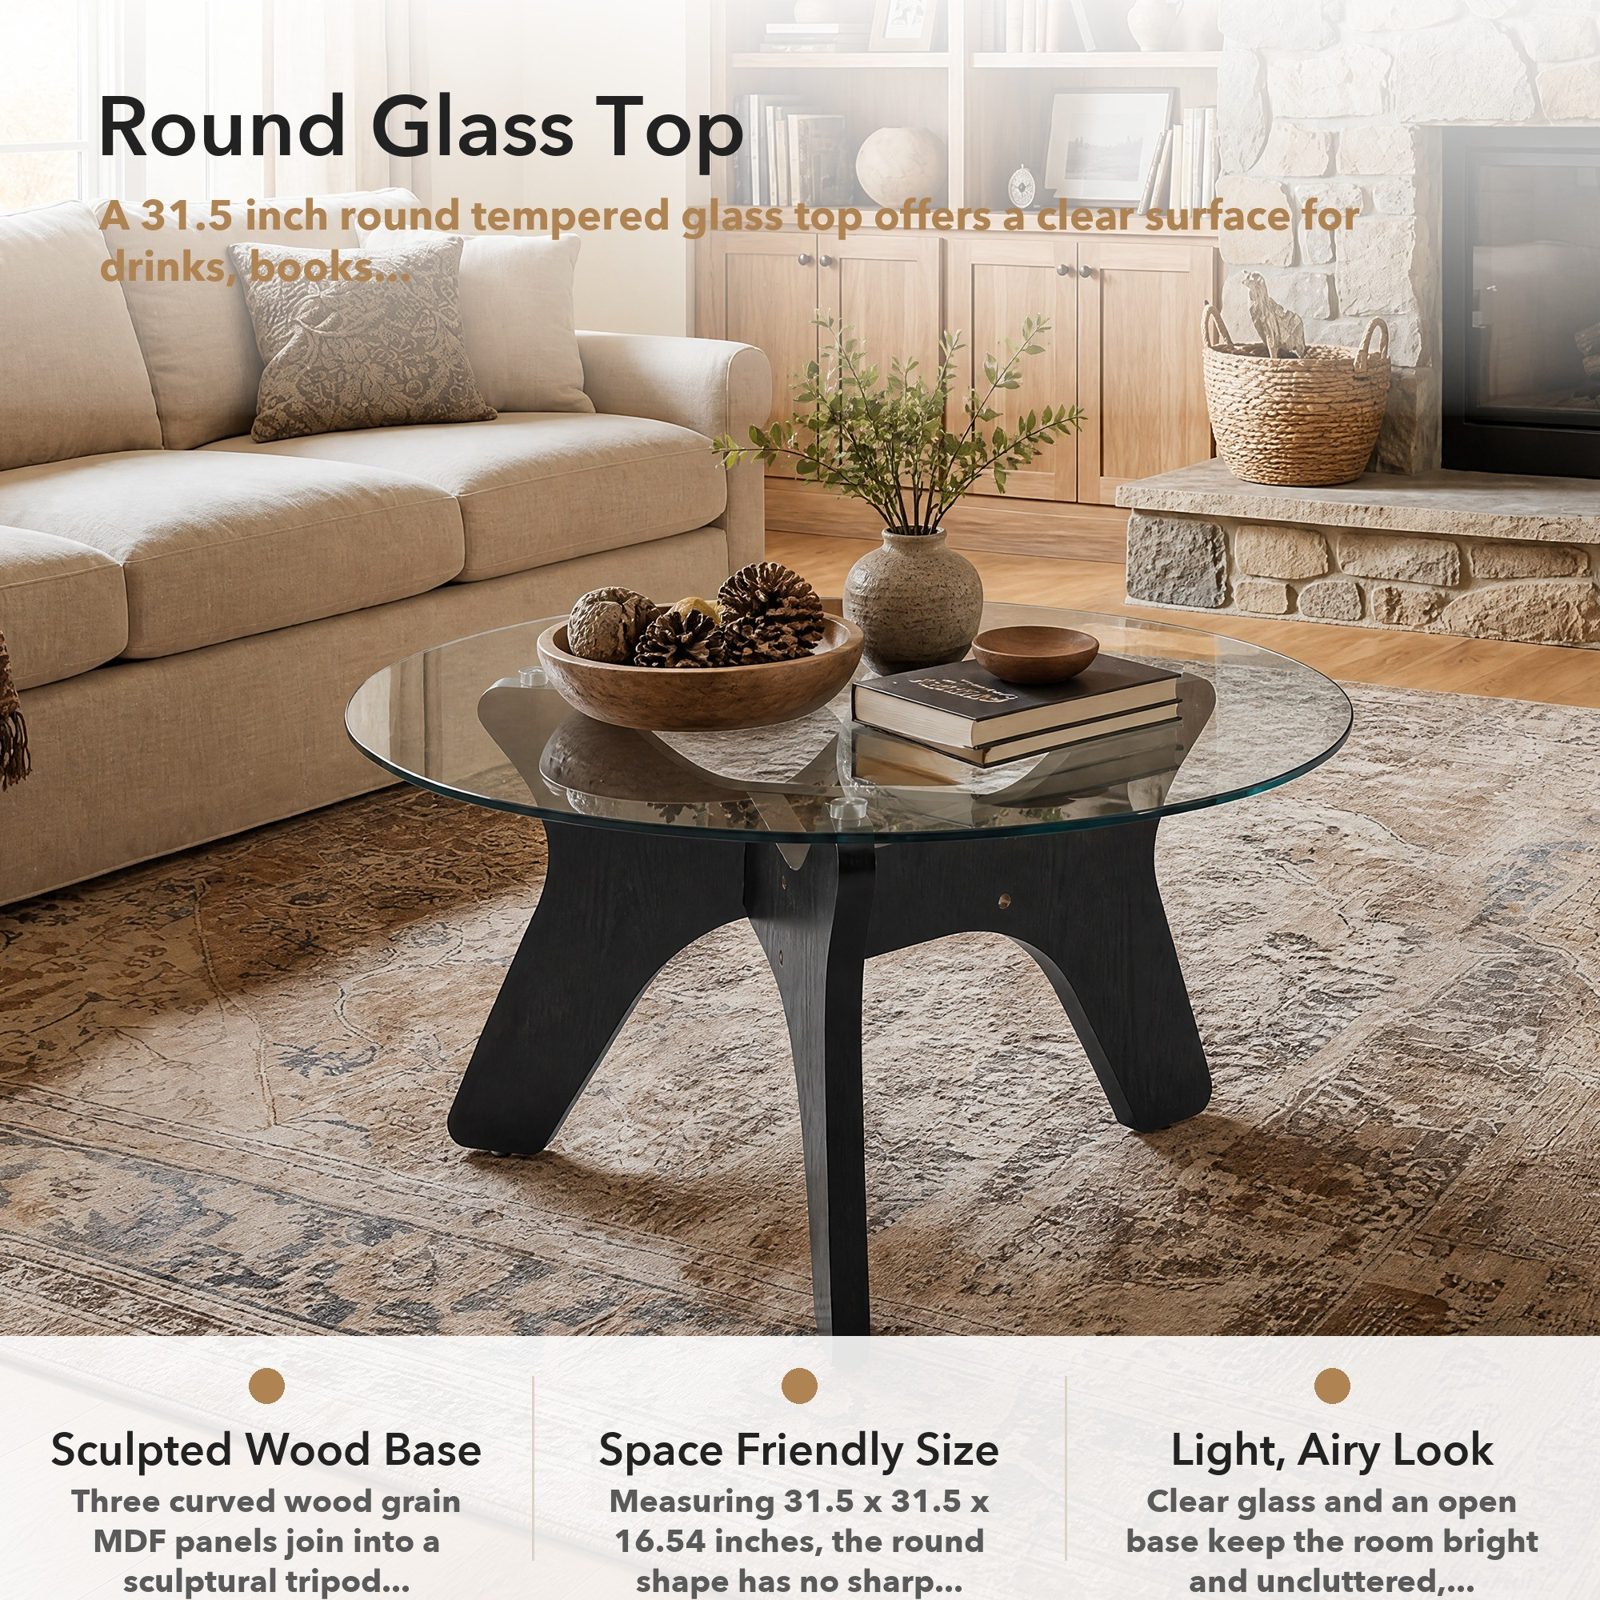 Round Glass Top
A 31.5 inch round tempered glass top offers a clear surface for
drinks, books...
Sculpted Wood Base
Three curved wood grain
MDF panels join into a
sculptural tripod...
Space Friendly Size
Measuring 31.5 x 31.5 x
16.54 inches, the round
shape has no sharp...
Light, Airy Look
Clear glass and an open
base keep the room bright
and uncluttered,...